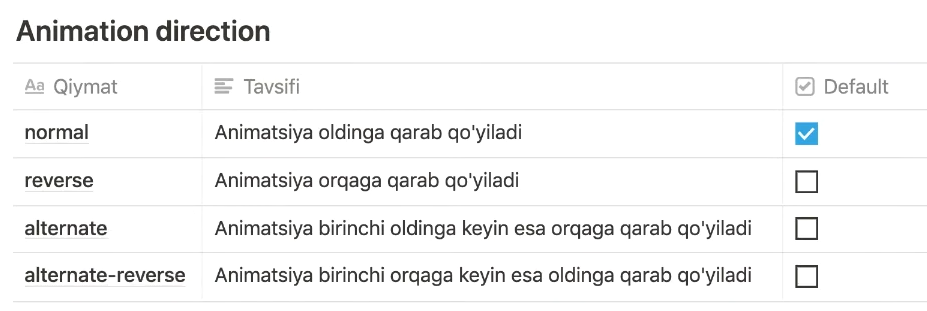 Animation direction
Aa Qiymat Tavsifi Default
normal Animatsiya oldinga qarab qo'yiladi
reverse Animatsiya orqaga qarab qo'yiladi
alternate Animatsiya birinchi oldinga keyin esa orqaga qarab qo'yiladi
alternate-reverse Animatsiya birinchi orqaga keyin esa oldinga qarab qo'yiladi